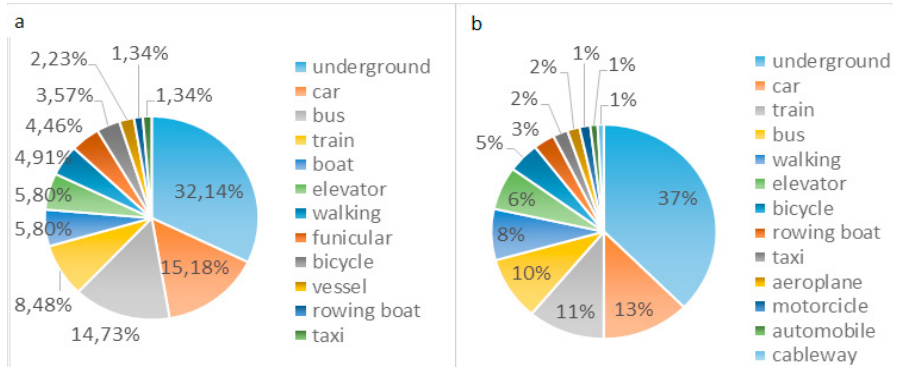 a
1,34%
2,23%
3,57%
1,34%
4,46%
4,91%
5,80%
5,80%
8,48%
14,73%
15,18%
32,14%
underground
car
bus
train
boat
elevator
walking
funicular
bicycle
vessel
rowing boat
taxi
b
1%
1%
2%
2%
1%
3%
5%
6%
8%
10%
11%
13%
37%
underground
car
train
bus
walking
elevator
bicycle
rowing boat
taxi
aeroplane
motorcicle
automobile
cableway